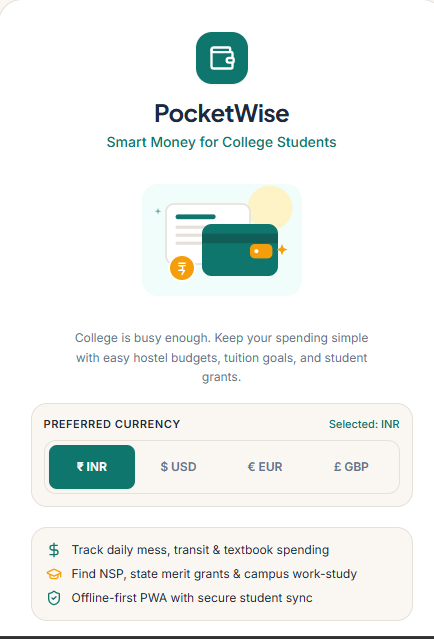 PocketWise
Smart Money for College Students
₹
College is busy enough. Keep your spending simple
with easy hostel budgets, tuition goals, and student
grants.
PREFERRED CURRENCY Selected: INR
₹ INR $ USD € EUR £ GBP
Track daily mess, transit & textbook spending
Find NSP, state merit grants & campus work-study
Offline-first PWA with secure student sync